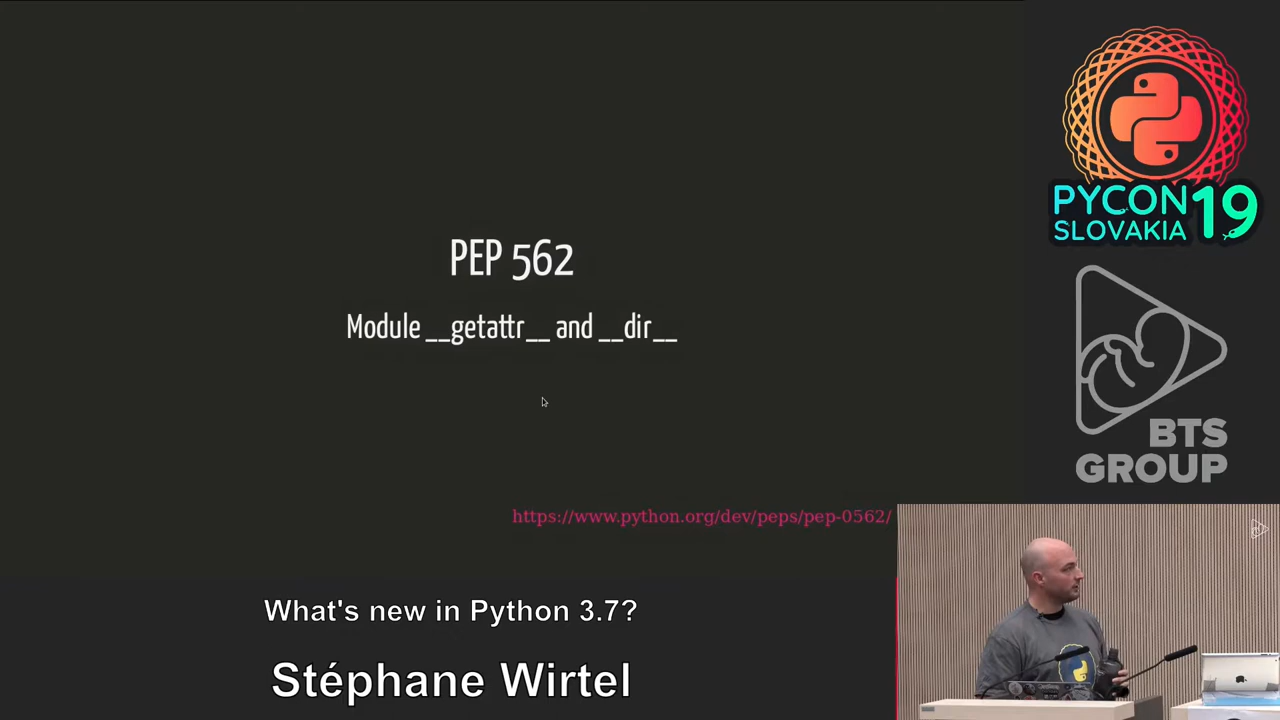 PEP 562
Module __getattr__ and __dir__
https://www.python.org/dev/peps/pep-0562/
PYCON
SLOVAKIA
19
BTS
GROUP
What's new in Python 3.7?
Stéphane Wirtel